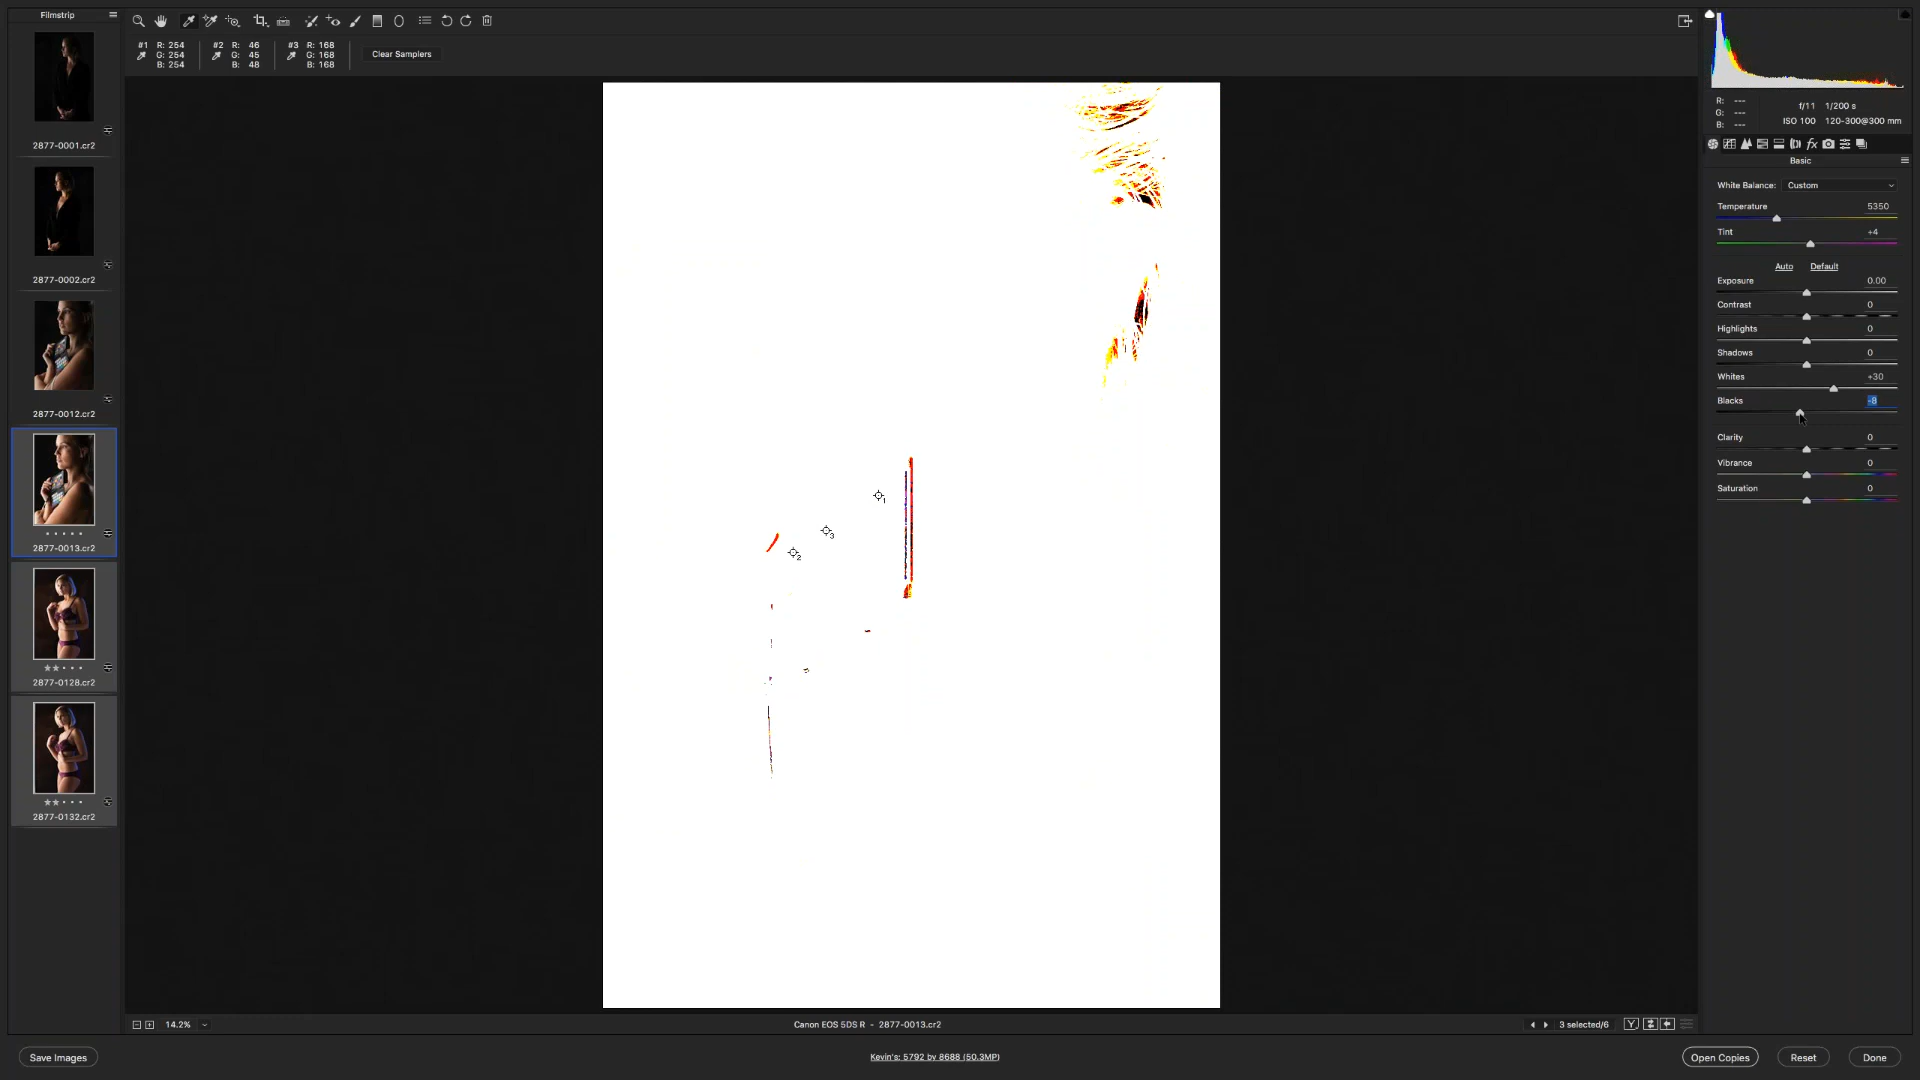 Filmstrip
#1 R: 254 #2 R: 46 #3 R: 168
G: 254 G: 45 G: 168
B: 254 B: 48 B: 168
Clear Samplers
2877-0001.cr2
2877-0002.cr2
2877-0012.cr2
2877-0013.cr2
2877-0128.cr2
2877-0132.cr2
1
3
2
R: ---
G: ---
B: ---
f/11 1/200 s
ISO 100 120-300@300 mm
fx
Basic
White Balance: Custom
Temperature 5350
Tint +4
Auto Default
Exposure 0.00
Contrast 0
Highlights 0
Shadows 0
Whites +30
Blacks -8
Clarity 0
Vibrance 0
Saturation 0
14.2%
Canon EOS 5DS R - 2877-0013.cr2
3 selected/6
Y
Save Images
Kevin's: 5792 by 8688 (50.3MP)
Open Copies
Reset
Done